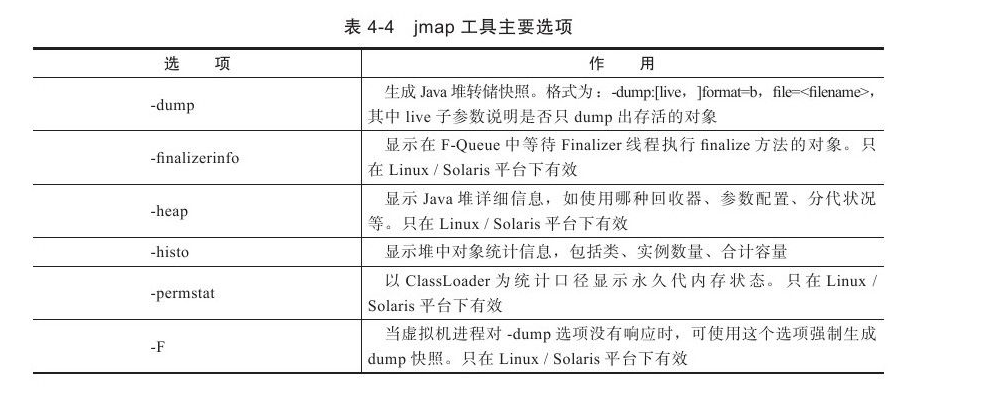 表 4-4 jmap 工具主要选项
选 项 作 用
-dump
生成 Java 堆转储快照。格式为：-dump:[live，]format=b，file=<filename>，
其中 live 子参数说明是否只 dump 出存活的对象
-finalizerinfo
显示在 F-Queue 中等待 Finalizer 线程执行 finalize 方法的对象。只
在 Linux / Solaris 平台下有效
-heap
显示 Java 堆详细信息，如使用哪种回收器、参数配置、分代状况
等。只在 Linux / Solaris 平台下有效
-histo
显示堆中对象统计信息，包括类、实例数量、合计容量
-permstat
以 ClassLoader 为统计口径显示永久代内存状态。只在 Linux /
Solaris 平台下有效
-F
当虚拟机进程对 -dump 选项没有响应时，可使用这个选项强制生成
dump 快照。只在 Linux / Solaris 平台下有效